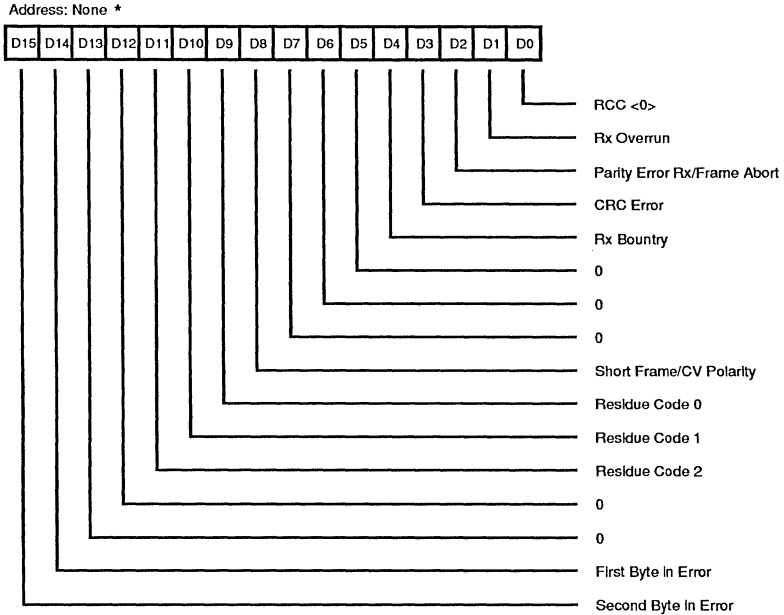 Address: None *
D15 D14 D13 D12 D11 D10 D9 D8 D7 D6 D5 D4 D3 D2 D1 D0
RCC <0>
Rx Overrun
Parity Error Rx/Frame Abort
CRC Error
Rx Bountry
0
0
0
Short Frame/CV Polarity
Residue Code 0
Residue Code 1
Residue Code 2
0
0
First Byte in Error
Second Byte in Error